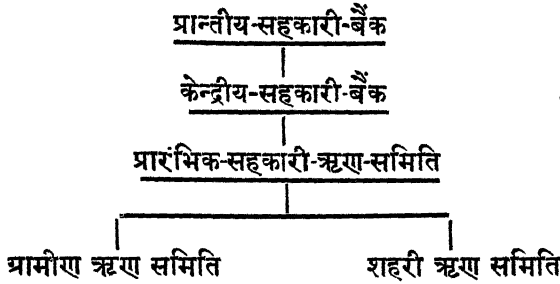 प्रान्तीय-सहकारी-बैंक
केन्द्रीय-सहकारी-बैंक
प्रारंभिक-सहकारी-ऋण-समिति
ग्रामीण ऋण समिति शहरी ऋण समिति